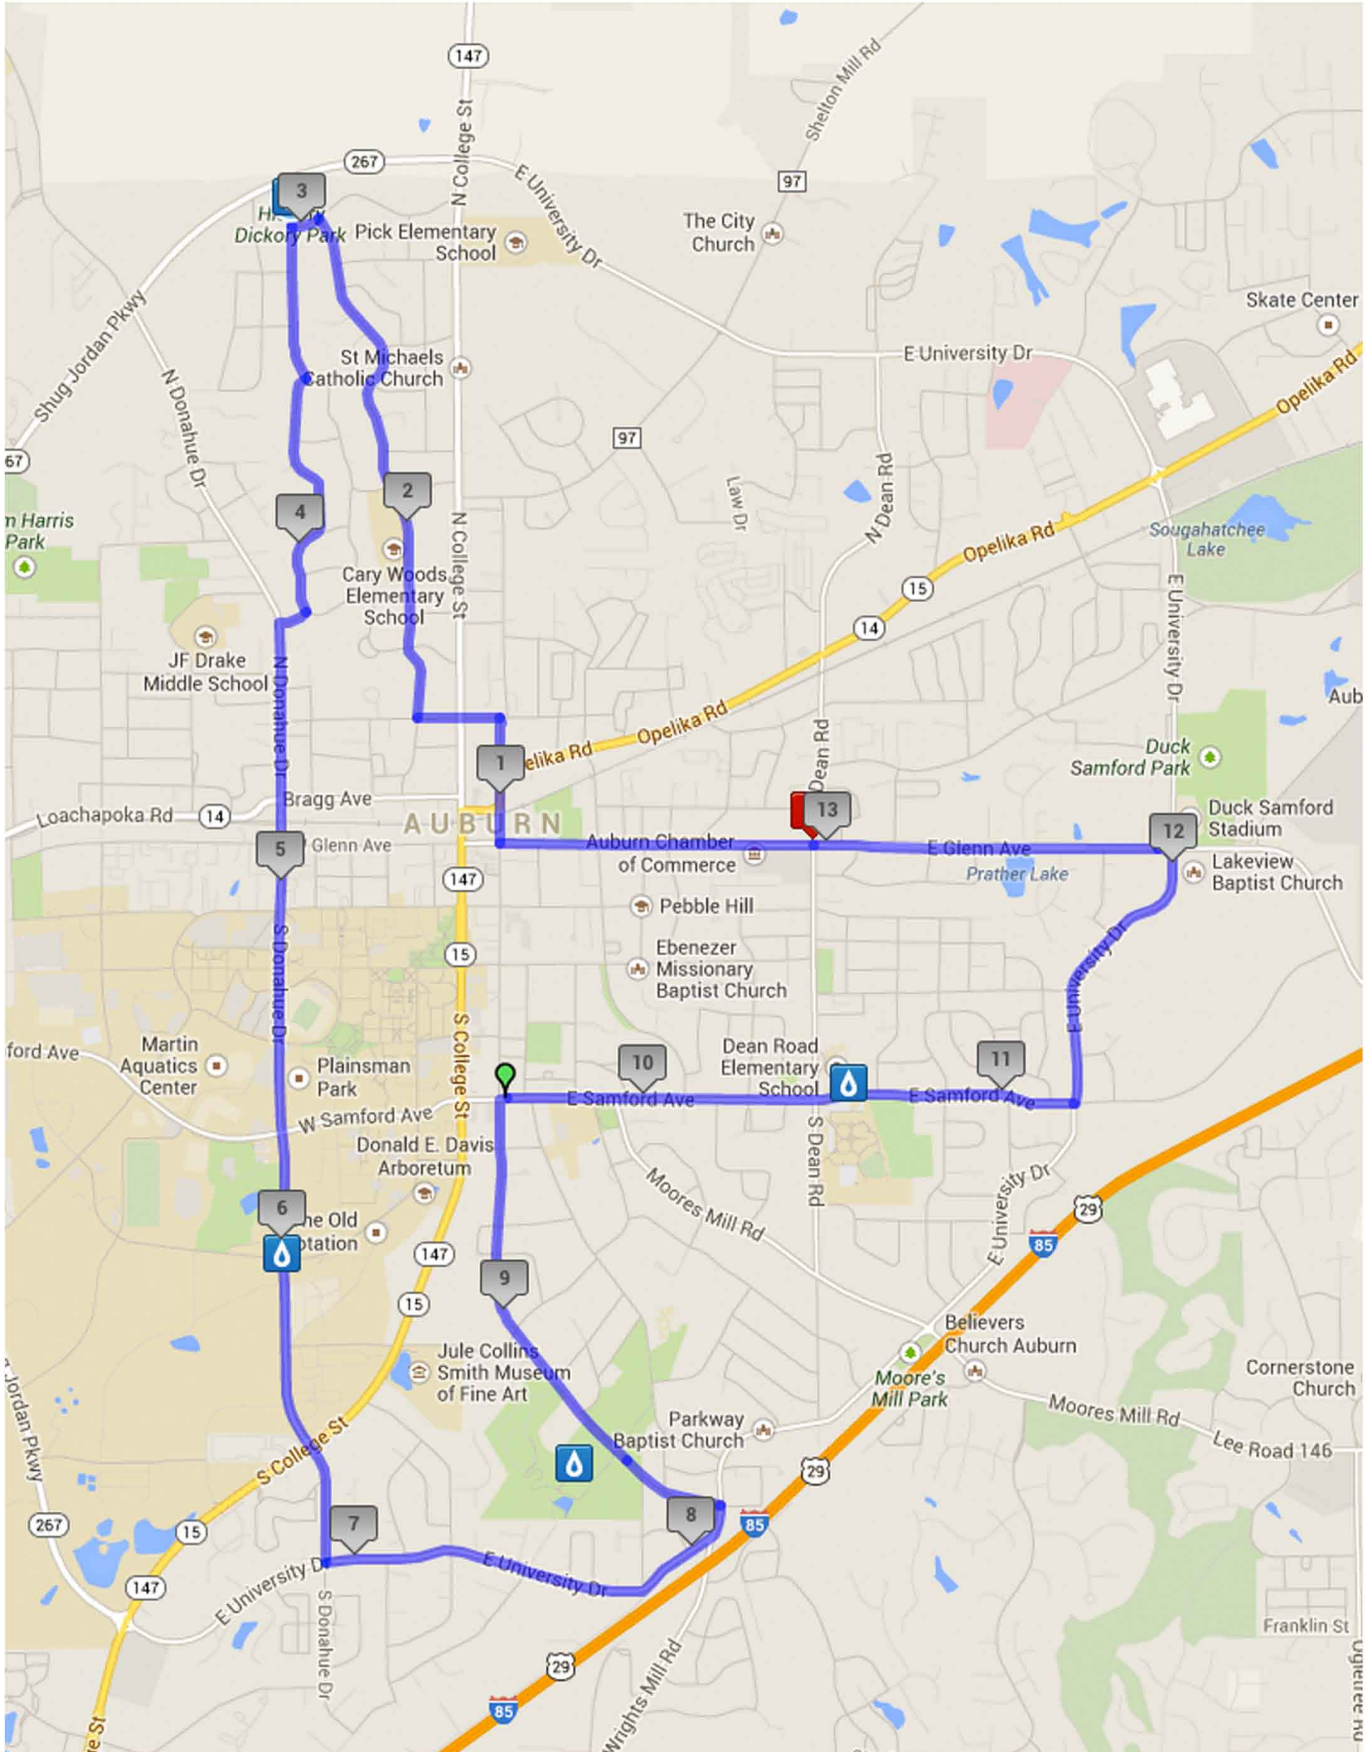 147
N College St
Shelton Mill Rd
267
97
3
Dickory Park
Pick Elementary
School
E University Dr
The City
Church
Skate Center
Shug Jordan Pkwy
St Michaels
Catholic Church
E University Dr
Opelika Rd
N Donahue Dr
97
67
Law Dr
N Dean Rd
2
4
m Harris
Park
N College St
Opelika Rd
Sougahatchee
Lake
Cary Woods
Elementary
School
15
14
E University Dr
JF Drake
Middle School
N Donahue Dr
Aub
Opelika Rd
elika Rd
1
Dean Rd
Duck
Samford Park
Bragg Ave
Loachapoka Rd
14
AUBURN
13
12
Duck Samford
Stadium
5
Glenn Ave
Auburn Chamber
of Commerce
E Glenn Ave
Prather Lake
Lakeview
Baptist Church
147
Pebble Hill
15
Ebenezer
Missionary
Baptist Church
S Donahue Dr
E University Dr
S College St
ford Ave
Martin
Aquatics
Center
Plainsman
Park
10
Dean Road
Elementary
School
11
W Samford Ave
E Samford Ave
E Samford Ave
Donald E. Davis
Arboretum
S Dean Rd
Moores Mill Rd
E University Dr
6
he Old
otation
29
85
147
9
15
Believers
Church Auburn
Jule Collins
Smith Museum
of Fine Art
Moore's
Mill Park
Cornerstone
Church
Jordan Pkwy
Parkway
Baptist Church
Moores Mill Rd
Lee Road 146
S College St
29
267
15
7
8
85
E University Dr
E University Dr
147
S Donahue Dr
Franklin St
29
85
Wrights Mill Rd
ge St